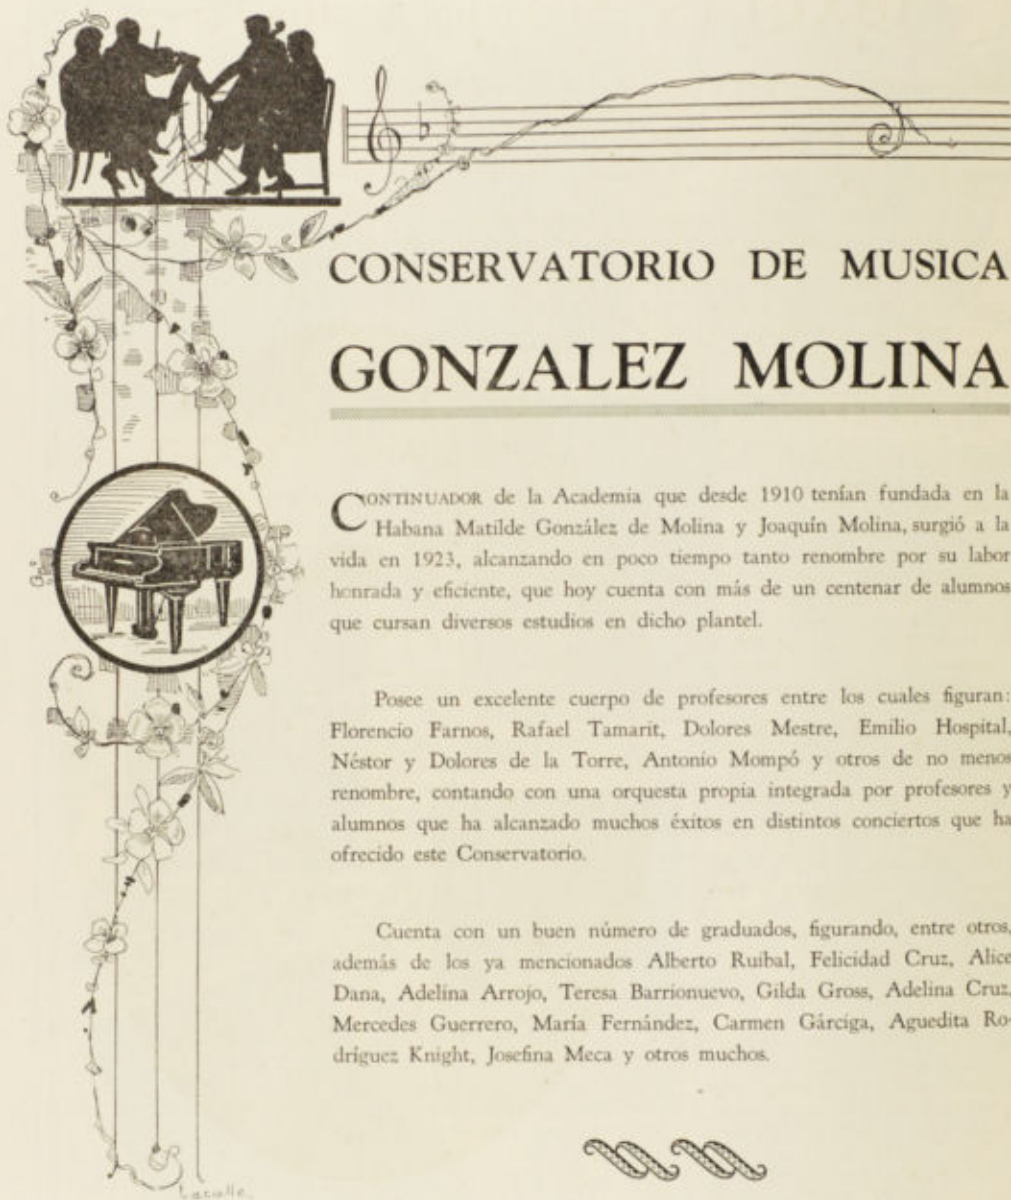 CONSERVATORIO DE MUSICA
GONZALEZ MOLINA
CONTINUADOR de la Academia que desde 1910 tenían fundada en la
Habana Matilde González de Molina y Joaquín Molina, surgió a la
vida en 1923, alcanzando en poco tiempo tanto renombre por su labor
honrada y eficiente, que hoy cuenta con más de un centenar de alumnos
que cursan diversos estudios en dicho plantel.
Posee un excelente cuerpo de profesores entre los cuales figuran:
Florencio Farnos, Rafael Tamarit, Dolores Mestre, Emilio Hospital,
Néstor y Dolores de la Torre, Antonio Mompó y otros de no menos
renombre, contando con una orquesta propia integrada por profesores y
alumnos que ha alcanzado muchos éxitos en distintos conciertos que ha
ofrecido este Conservatorio.
Cuenta con un buen número de graduados, figurando, entre otros,
además de los ya mencionados Alberto Ruibal, Felicidad Cruz, Alice
Dana, Adelina Arrojo, Teresa Barrionuevo, Gilda Gross, Adelina Cruz,
Mercedes Guerrero, María Fernández, Carmen Gárciga, Aguedita Ro-
dríguez Knight, Josefina Meca y otros muchos.